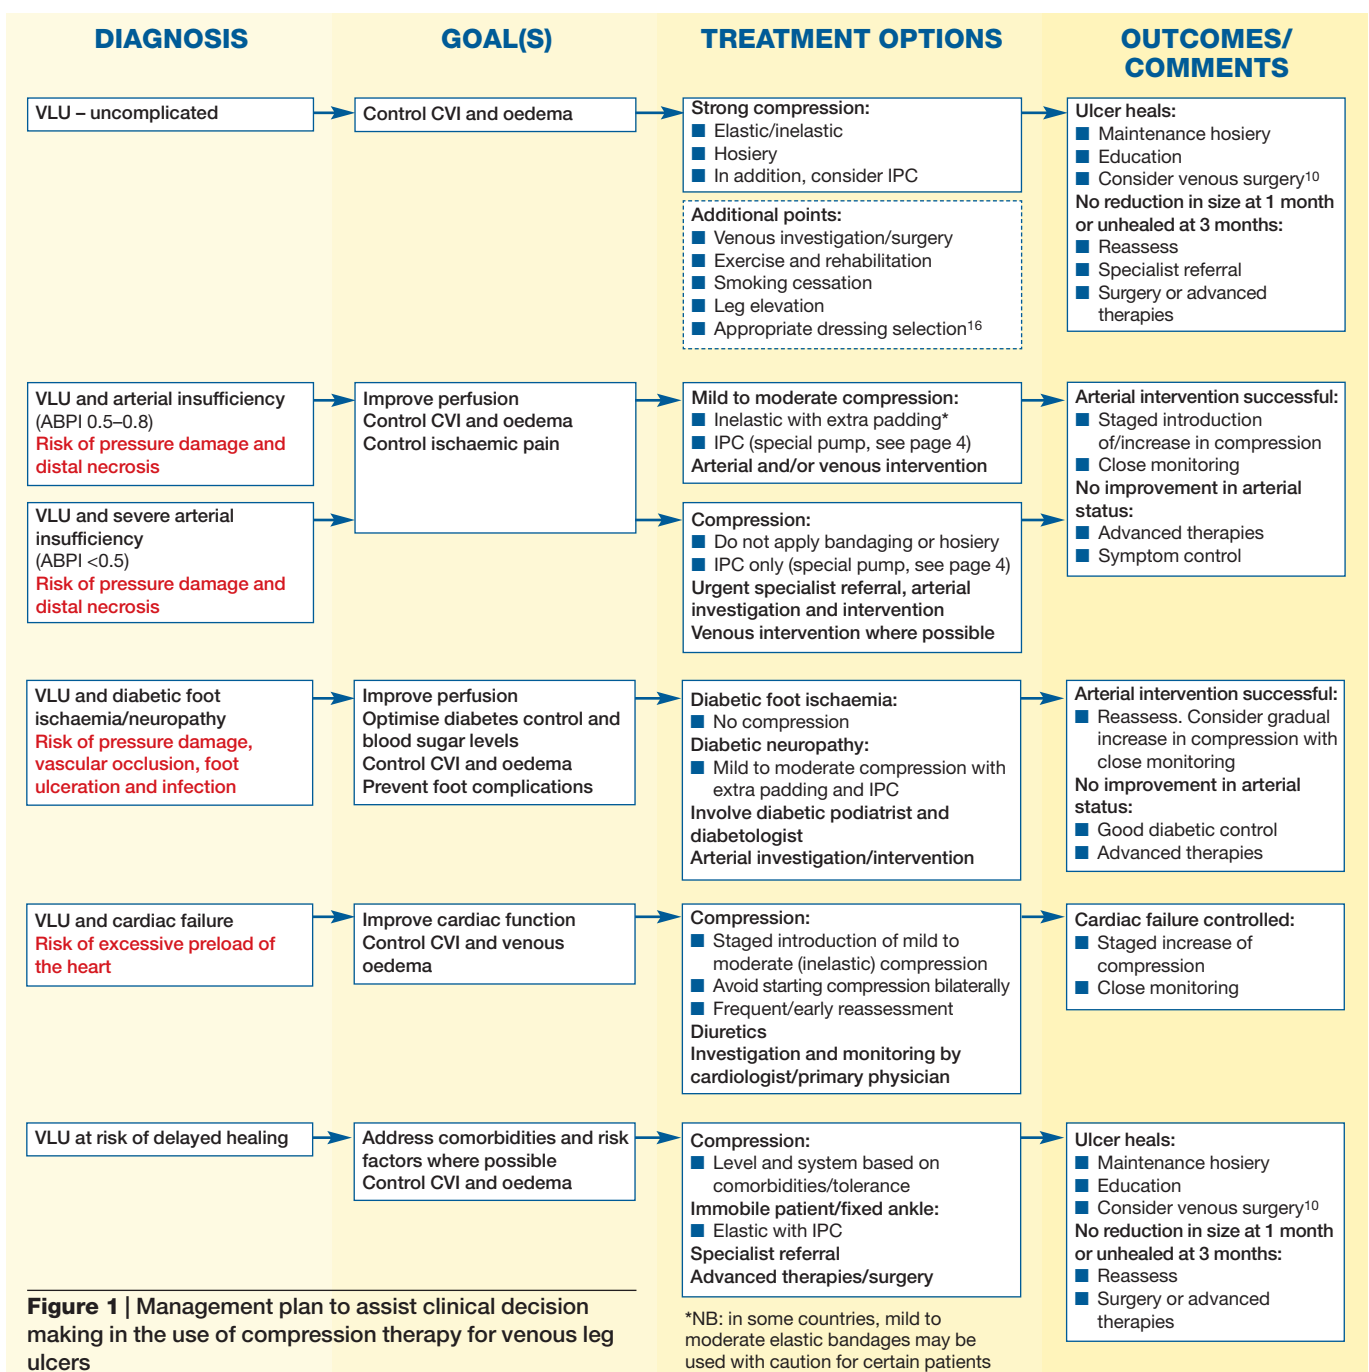 DIAGNOSIS
GOAL(S)
TREATMENT OPTIONS
OUTCOMES/
COMMENTS
VLU – uncomplicated
Control CVI and oedema
Strong compression:
■ Elastic/inelastic
■ Hosiery
■ In addition, consider IPC
Additional points:
■ Venous investigation/surgery
■ Exercise and rehabilitation
■ Smoking cessation
■ Leg elevation
■ Appropriate dressing selection16
Ulcer heals:
■ Maintenance hosiery
■ Education
■ Consider venous surgery10
No reduction in size at 1 month
or unhealed at 3 months:
■ Reassess
■ Specialist referral
■ Surgery or advanced
therapies
VLU and arterial insufficiency
(ABPI 0.5–0.8)
Risk of pressure damage and
distal necrosis
VLU and severe arterial
insufficiency
(ABPI <0.5)
Risk of pressure damage and
distal necrosis
Improve perfusion
Control CVI and oedema
Control ischaemic pain
Mild to moderate compression:
■ Inelastic with extra padding*
■ IPC (special pump, see page 4)
Arterial and/or venous intervention
Compression:
■ Do not apply bandaging or hosiery
■ IPC only (special pump, see page 4)
Urgent specialist referral, arterial
investigation and intervention
Venous intervention where possible
Arterial intervention successful:
■ Staged introduction
of/increase in compression
■ Close monitoring
No improvement in arterial
status:
■ Advanced therapies
■ Symptom control
VLU and diabetic foot
ischaemia/neuropathy
Risk of pressure damage,
vascular occlusion, foot
ulceration and infection
Improve perfusion
Optimise diabetes control and
blood sugar levels
Control CVI and oedema
Prevent foot complications
Diabetic foot ischaemia:
■ No compression
Diabetic neuropathy:
■ Mild to moderate compression with
extra padding and IPC
Involve diabetic podiatrist and
diabetologist
Arterial investigation/intervention
Arterial intervention successful:
■ Reassess. Consider gradual
increase in compression with
close monitoring
No improvement in arterial
status:
■ Good diabetic control
■ Advanced therapies
VLU and cardiac failure
Risk of excessive preload of
the heart
Improve cardiac function
Control CVI and venous
oedema
Compression:
■ Staged introduction of mild to
moderate (inelastic) compression
■ Avoid starting compression bilaterally
■ Frequent/early reassessment
Diuretics
Investigation and monitoring by
cardiologist/primary physician
Cardiac failure controlled:
■ Staged increase of
compression
■ Close monitoring
VLU at risk of delayed healing
Address comorbidities and risk
factors where possible
Control CVI and oedema
Compression:
■ Level and system based on
comorbidities/tolerance
Immobile patient/fixed ankle:
■ Elastic with IPC
Specialist referral
Advanced therapies/surgery
Ulcer heals:
■ Maintenance hosiery
■ Education
■ Consider venous surgery10
No reduction in size at 1 month
or unhealed at 3 months:
■ Reassess
■ Surgery or advanced
therapies
Figure 1 | Management plan to assist clinical decision
making in the use of compression therapy for venous leg
ulcers
*NB: in some countries, mild to
moderate elastic bandages may be
used with caution for certain patients